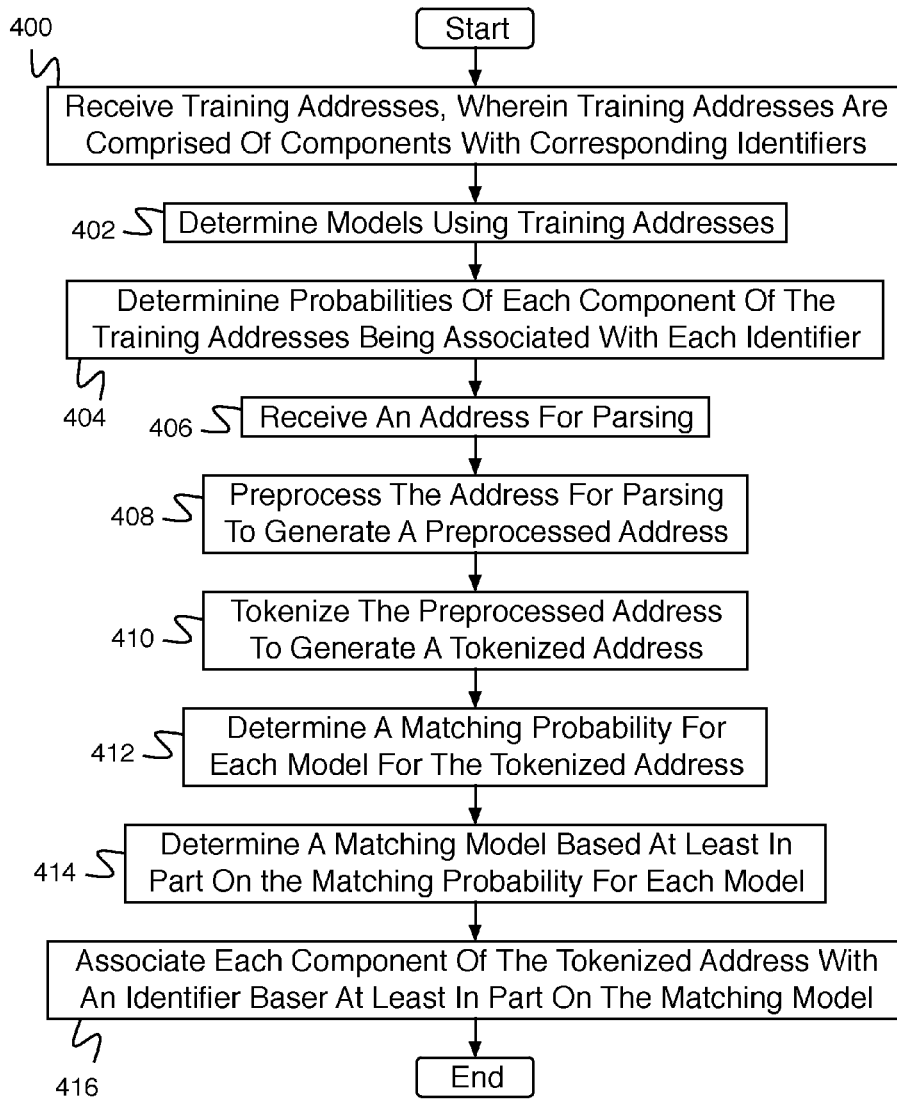 400
Start
Receive Training Addresses, Wherein Training Addresses Are
Comprised Of Components With Corresponding Identifiers
402
Determine Models Using Training Addresses
Determinine Probabilities Of Each Component Of The
Training Addresses Being Associated With Each Identifier
404
406
Receive An Address For Parsing
408
Preprocess The Address For Parsing
To Generate A Preprocessed Address
410
Tokenize The Preprocessed Address
To Generate A Tokenized Address
412
Determine A Matching Probability For
Each Model For The Tokenized Address
414
Determine A Matching Model Based At Least In
Part On the Matching Probability For Each Model
Associate Each Component Of The Tokenized Address With
An Identifier Baser At Least In Part On The Matching Model
416
End